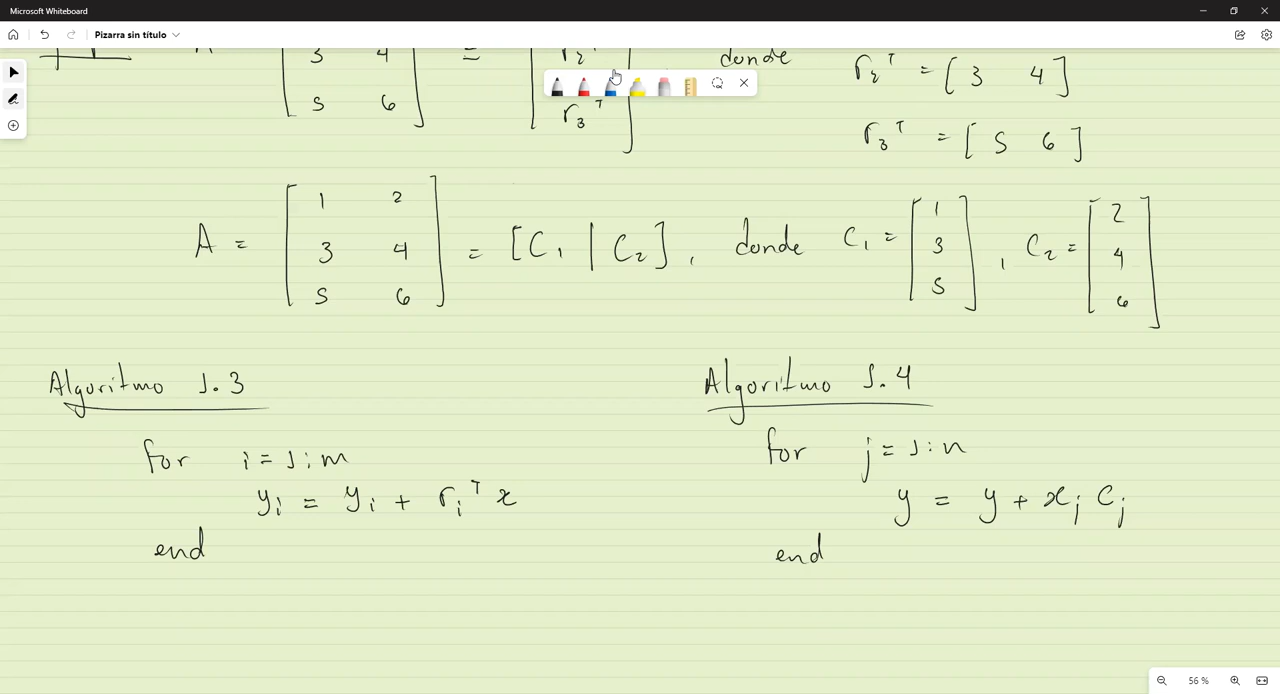 Microsoft Whiteboard
Pizarra sin título
A [3 4 5 6] = [r₂ᵀ r₃ᵀ] donde
r₂ᵀ = [3 4]
r₃ᵀ = [5 6]
A = [1 2 3 4 5 6] = [C₁ | C₂], donde C₁ = [1 3 5], C₂ = [2 4 6]
Algoritmo 1.3
for i = 1:m
yᵢ = yᵢ + rᵢᵀ x
end
Algoritmo 1.4
for j = 1:n
y = y + xⱼ Cⱼ
end
56 %